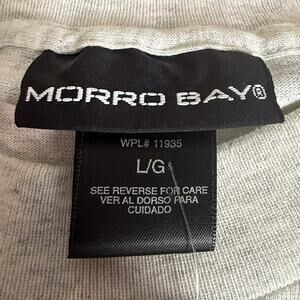 MORRO BAY®
WPL# 11935
L/G
SEE REVERSE FOR CARE
VER AL DORSO PARA
CUIDADO